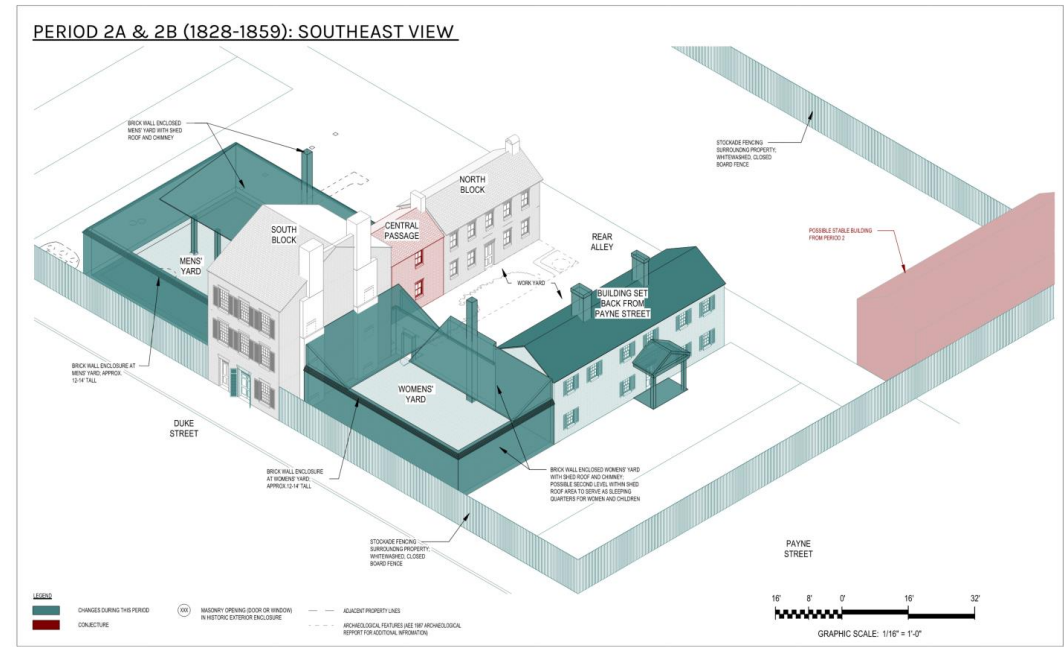 PERIOD 2A & 2B (1828-1859): SOUTHEAST VIEW
BRICK WALL ENCLOSED
MENS' YARD WITH SHED
ROOF AND CHIMNEY
STOCKADE FENCING
SURROUNDING PROPERTY;
WHITEWASHED, CLOSED
BOARD FENCE
NORTH
BLOCK
SOUTH
BLOCK
CENTRAL
PASSAGE
REAR
ALLEY
POSSIBLE STABLE BUILDING
FROM PERIOD 2
MENS'
YARD
WORK YARD
BUILDING SET
BACK FROM
PAYNE STREET
BRICK WALL ENCLOSURE AT
MENS' YARD; APPROX.
12-14' TALL
WOMENS'
YARD
DUKE
STREET
BRICK WALL ENCLOSURE
AT WOMENS' YARD;
APPROX.12-14' TALL
BRICK WALL ENCLOSED WOMENS' YARD
WITH SHED ROOF AND CHIMNEY;
POSSIBLE SECOND LEVEL WITHIN SHED
ROOF AREA TO SERVE AS SLEEPING
QUARTERS FOR WOMEN AND CHILDREN
STOCKADE FENCING
SURROUNDING PROPERTY;
WHITEWASHED, CLOSED
BOARD FENCE
PAYNE
STREET
LEGEND
CHANGES DURING THIS PERIOD
CONJECTURE
XXX
MASONRY OPENING (DOOR OR WINDOW)
IN HISTORIC EXTERIOR ENCLOSURE
ADJACENT PROPERTY LINES
ARCHAEOLOGICAL FEATURES (AEE 1987 ARCHAEOLOGICAL
REPPORT FOR ADDITIONAL INFROMATION)
16' 8' 0' 16' 32'
GRAPHIC SCALE: 1/16" = 1'-0"